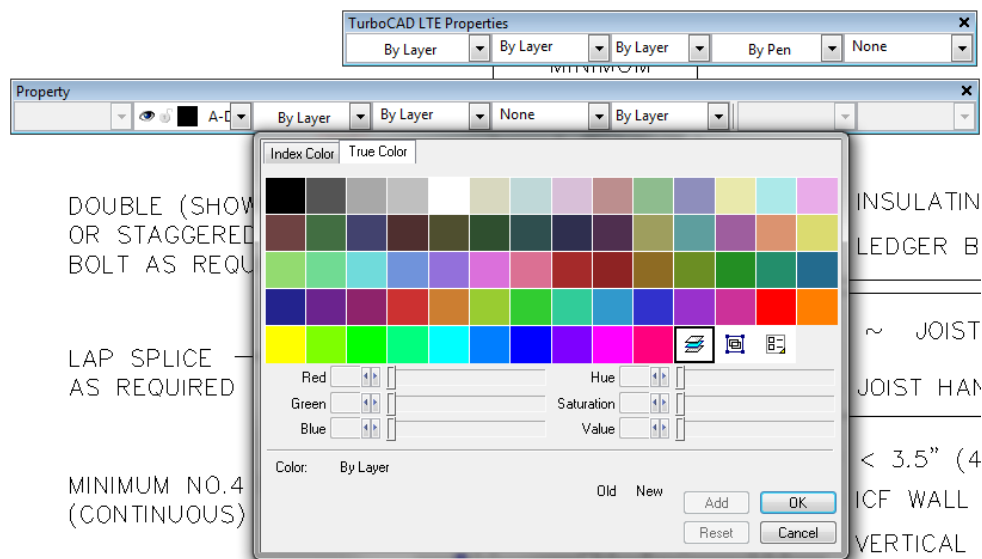 TurboCAD LTE Properties
By Layer By Layer By Layer By Pen None
MINIMUM
Property
A-D By Layer By Layer None By Layer
Index Color True Color
DOUBLE (SHOW
OR STAGGERED
BOLT AS REQU
INSULATIN
LEDGER B
~ JOIST
LAP SPLICE
AS REQUIRED
JOIST HAN
Red Hue
Green Saturation
Blue Value
Color: By Layer
Old New
Add OK
Reset Cancel
MINIMUM NO.4
(CONTINUOUS)
< 3.5" (4
ICF WALL
VERTICAL